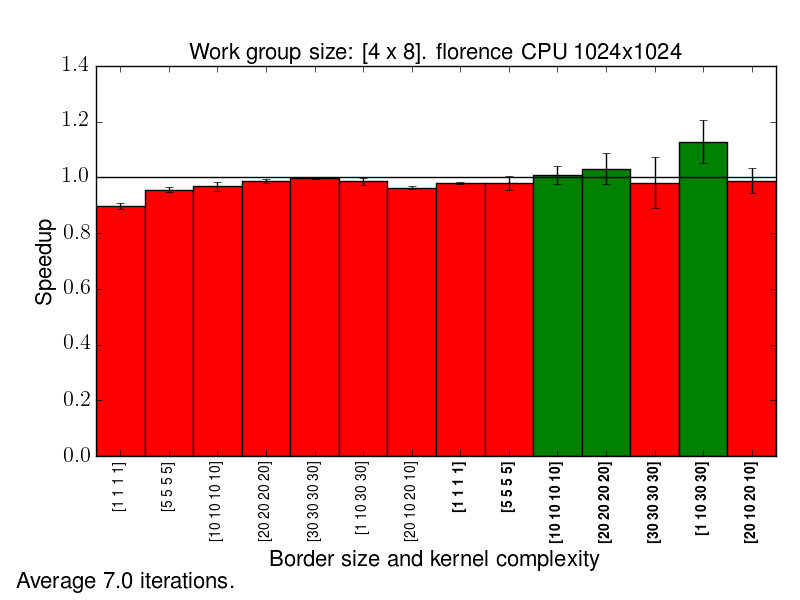 Work group size: [4 x 8]. florence CPU 1024x1024
1.4
1.2
1.0
0.8
0.6
0.4
0.2
0.0
Speedup
[1 1 1 1]
[5 5 5 5]
[10 10 10 10]
[20 20 20 20]
[30 30 30 30]
[1 10 30 30]
[20 10 20 10]
[1 1 1 1]
[5 5 5 5]
[10 10 10 10]
[20 20 20 20]
[30 30 30 30]
[1 10 30 30]
[20 10 20 10]
Border size and kernel complexity
Average 7.0 iterations.